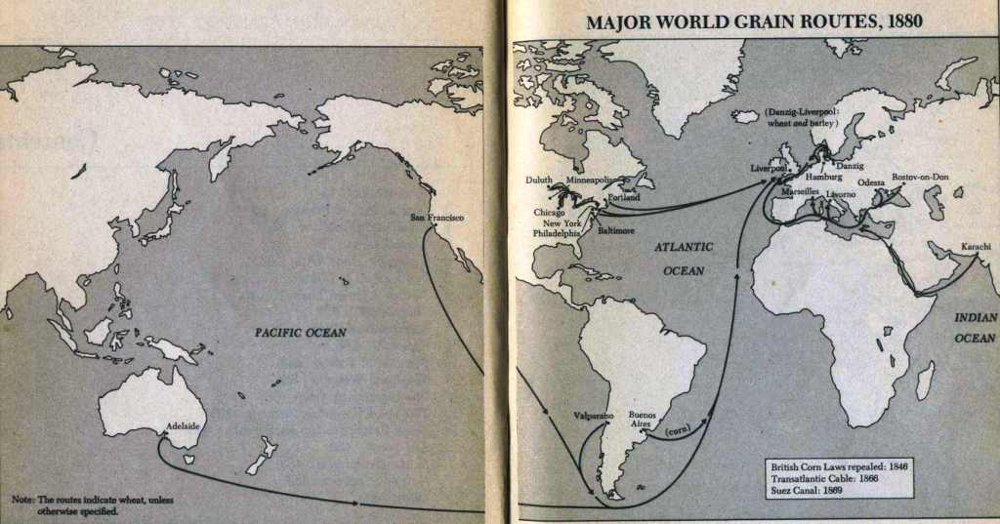 MAJOR WORLD GRAIN ROUTES, 1880
San Francisco
PACIFIC OCEAN
Adelaide
Note: The routes indicate wheat, unless
otherwise specified.
(Danzig-Liverpool:
wheat and barley)
Liverpool
Danzig
Hamburg
Duluth
Minneapolis
Odessa
Rostov-on-Don
Marseilles
Livorno
Portland
Chicago
New York
Philadelphia
Baltimore
ATLANTIC
OCEAN
Karachi
INDIAN
OCEAN
Valparaiso
Buenos
Aires
(corn)
British Corn Laws repealed: 1846
Transatlantic Cable: 1866
Suez Canal: 1869